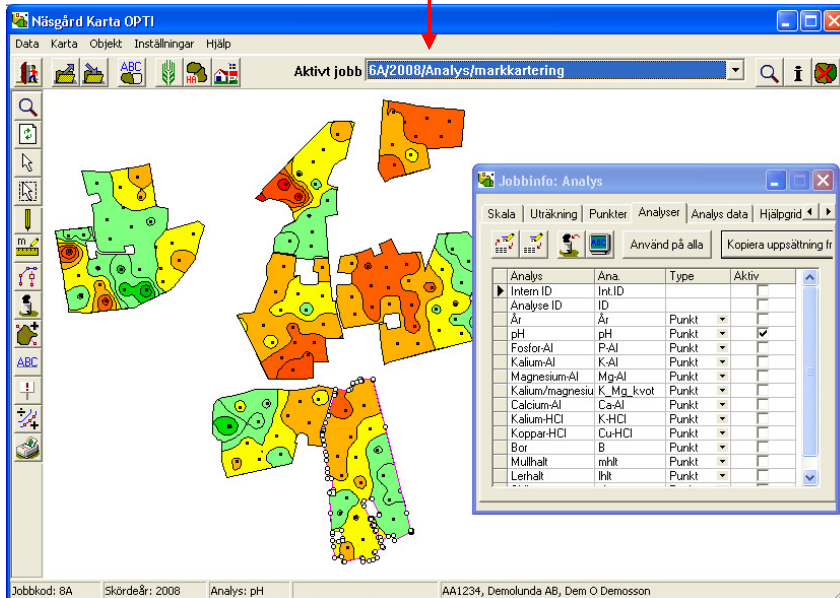 Näsgård Karta OPTI
Data Karta Objekt Inställningar Hjälp
ABC HA Aktivt jobb 6A/2008/Analys/markkartering i
m
ABC
Jobbinfo: Analys
Skala Uträkning Punkter Analyser Analys data Hjälpgrid
ABC Använd på alla Kopiera uppsättning fr
Analys Ana. Type Aktiv
Intern ID Int.ID
Analyse ID ID
År År Punkt
pH pH Punkt
Fosfor-Al P-Al Punkt
Kalium-Al K-Al Punkt
Magnesium-Al Mg-Al Punkt
Kalium/magnesiu K_Mg_kvot Punkt
Calcium-Al Ca-Al Punkt
Kalium-HCl K-HCl Punkt
Koppar-HCl Cu-HCl Punkt
Bor B Punkt
Mullhalt mhlt Punkt
Lerhalt lhlt Punkt
Punkt
Jobbkod: 8A Skördeår: 2008 Analys: pH AA1234, Demolunda AB, Dem O Demosson